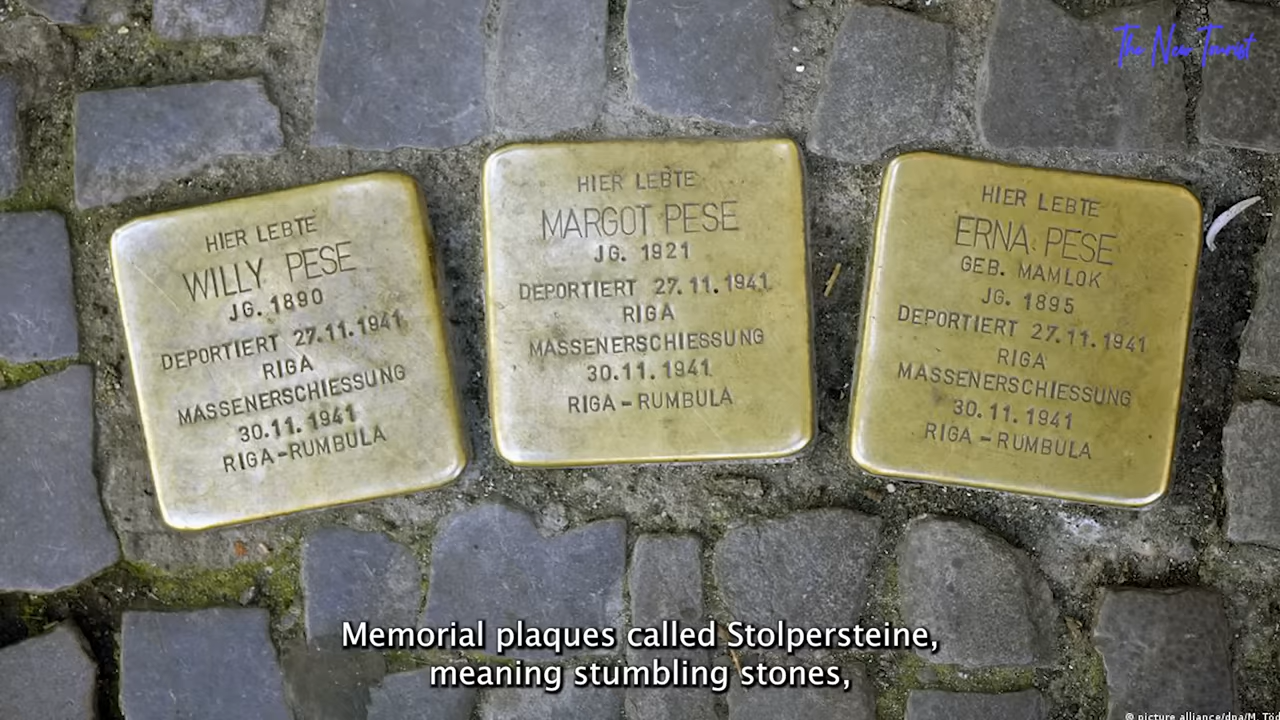 The New Tourist
HIER LEBTE
WILLY PESE
JG. 1890
DEPORTIERT 27.11.1941
RIGA
MASSENERSCHIESSUNG
30.11.1941
RIGA-RUMBULA
HIER LEBTE
MARGOT PESE
JG. 1921
DEPORTIERT 27.11.1941
RIGA
MASSENERSCHIESSUNG
30.11.1941
RIGA-RUMBULA
HIER LEBTE
ERNA PESE
GEB. MAMLOK
JG. 1895
DEPORTIERT 27.11.1941
RIGA
MASSENERSCHIESSUNG
30.11.1941
RIGA-RUMBULA
Memorial plaques called Stolpersteine,
meaning stumbling stones,
© picture alliance/dpa/M.